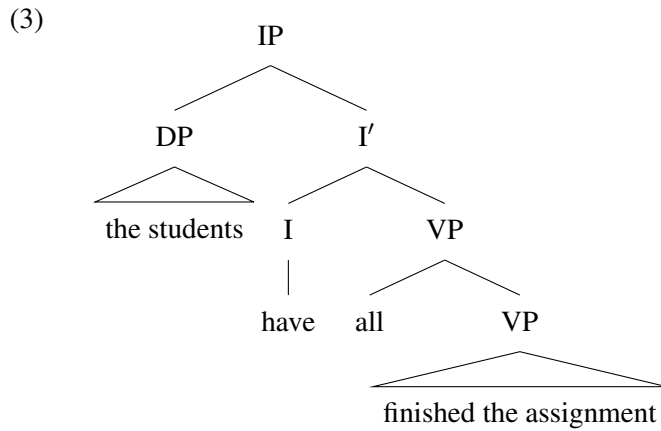 (3)
IP
DP I′
the students I VP
have all VP
finished the assignment